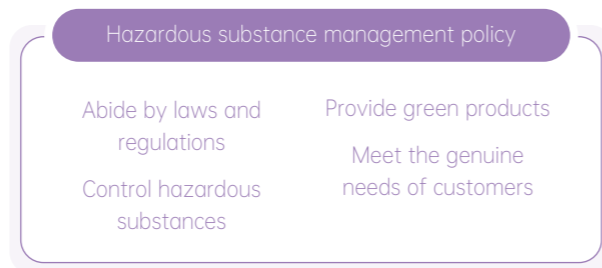 Hazardous substance management policy
Abide by laws and
regulations
Control hazardous
substances
Provide green products
Meet the genuine
needs of customers